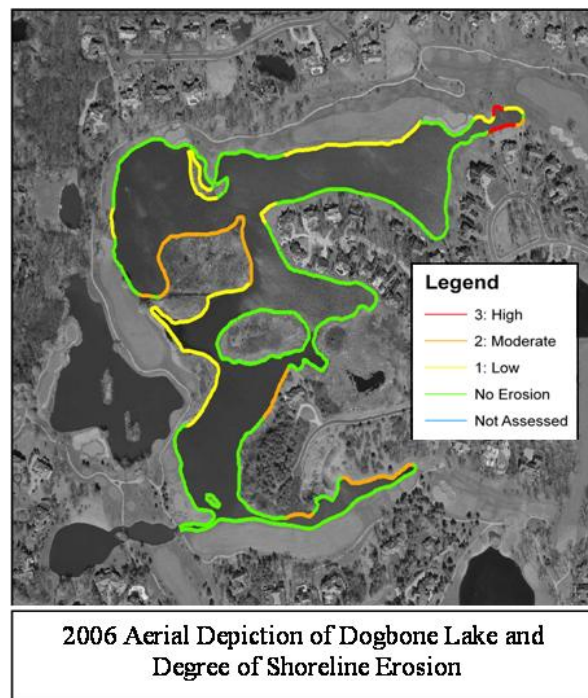 Legend
3: High
2: Moderate
1: Low
No Erosion
Not Assessed
2006 Aerial Depiction of Dogbone Lake and
Degree of Shoreline Erosion